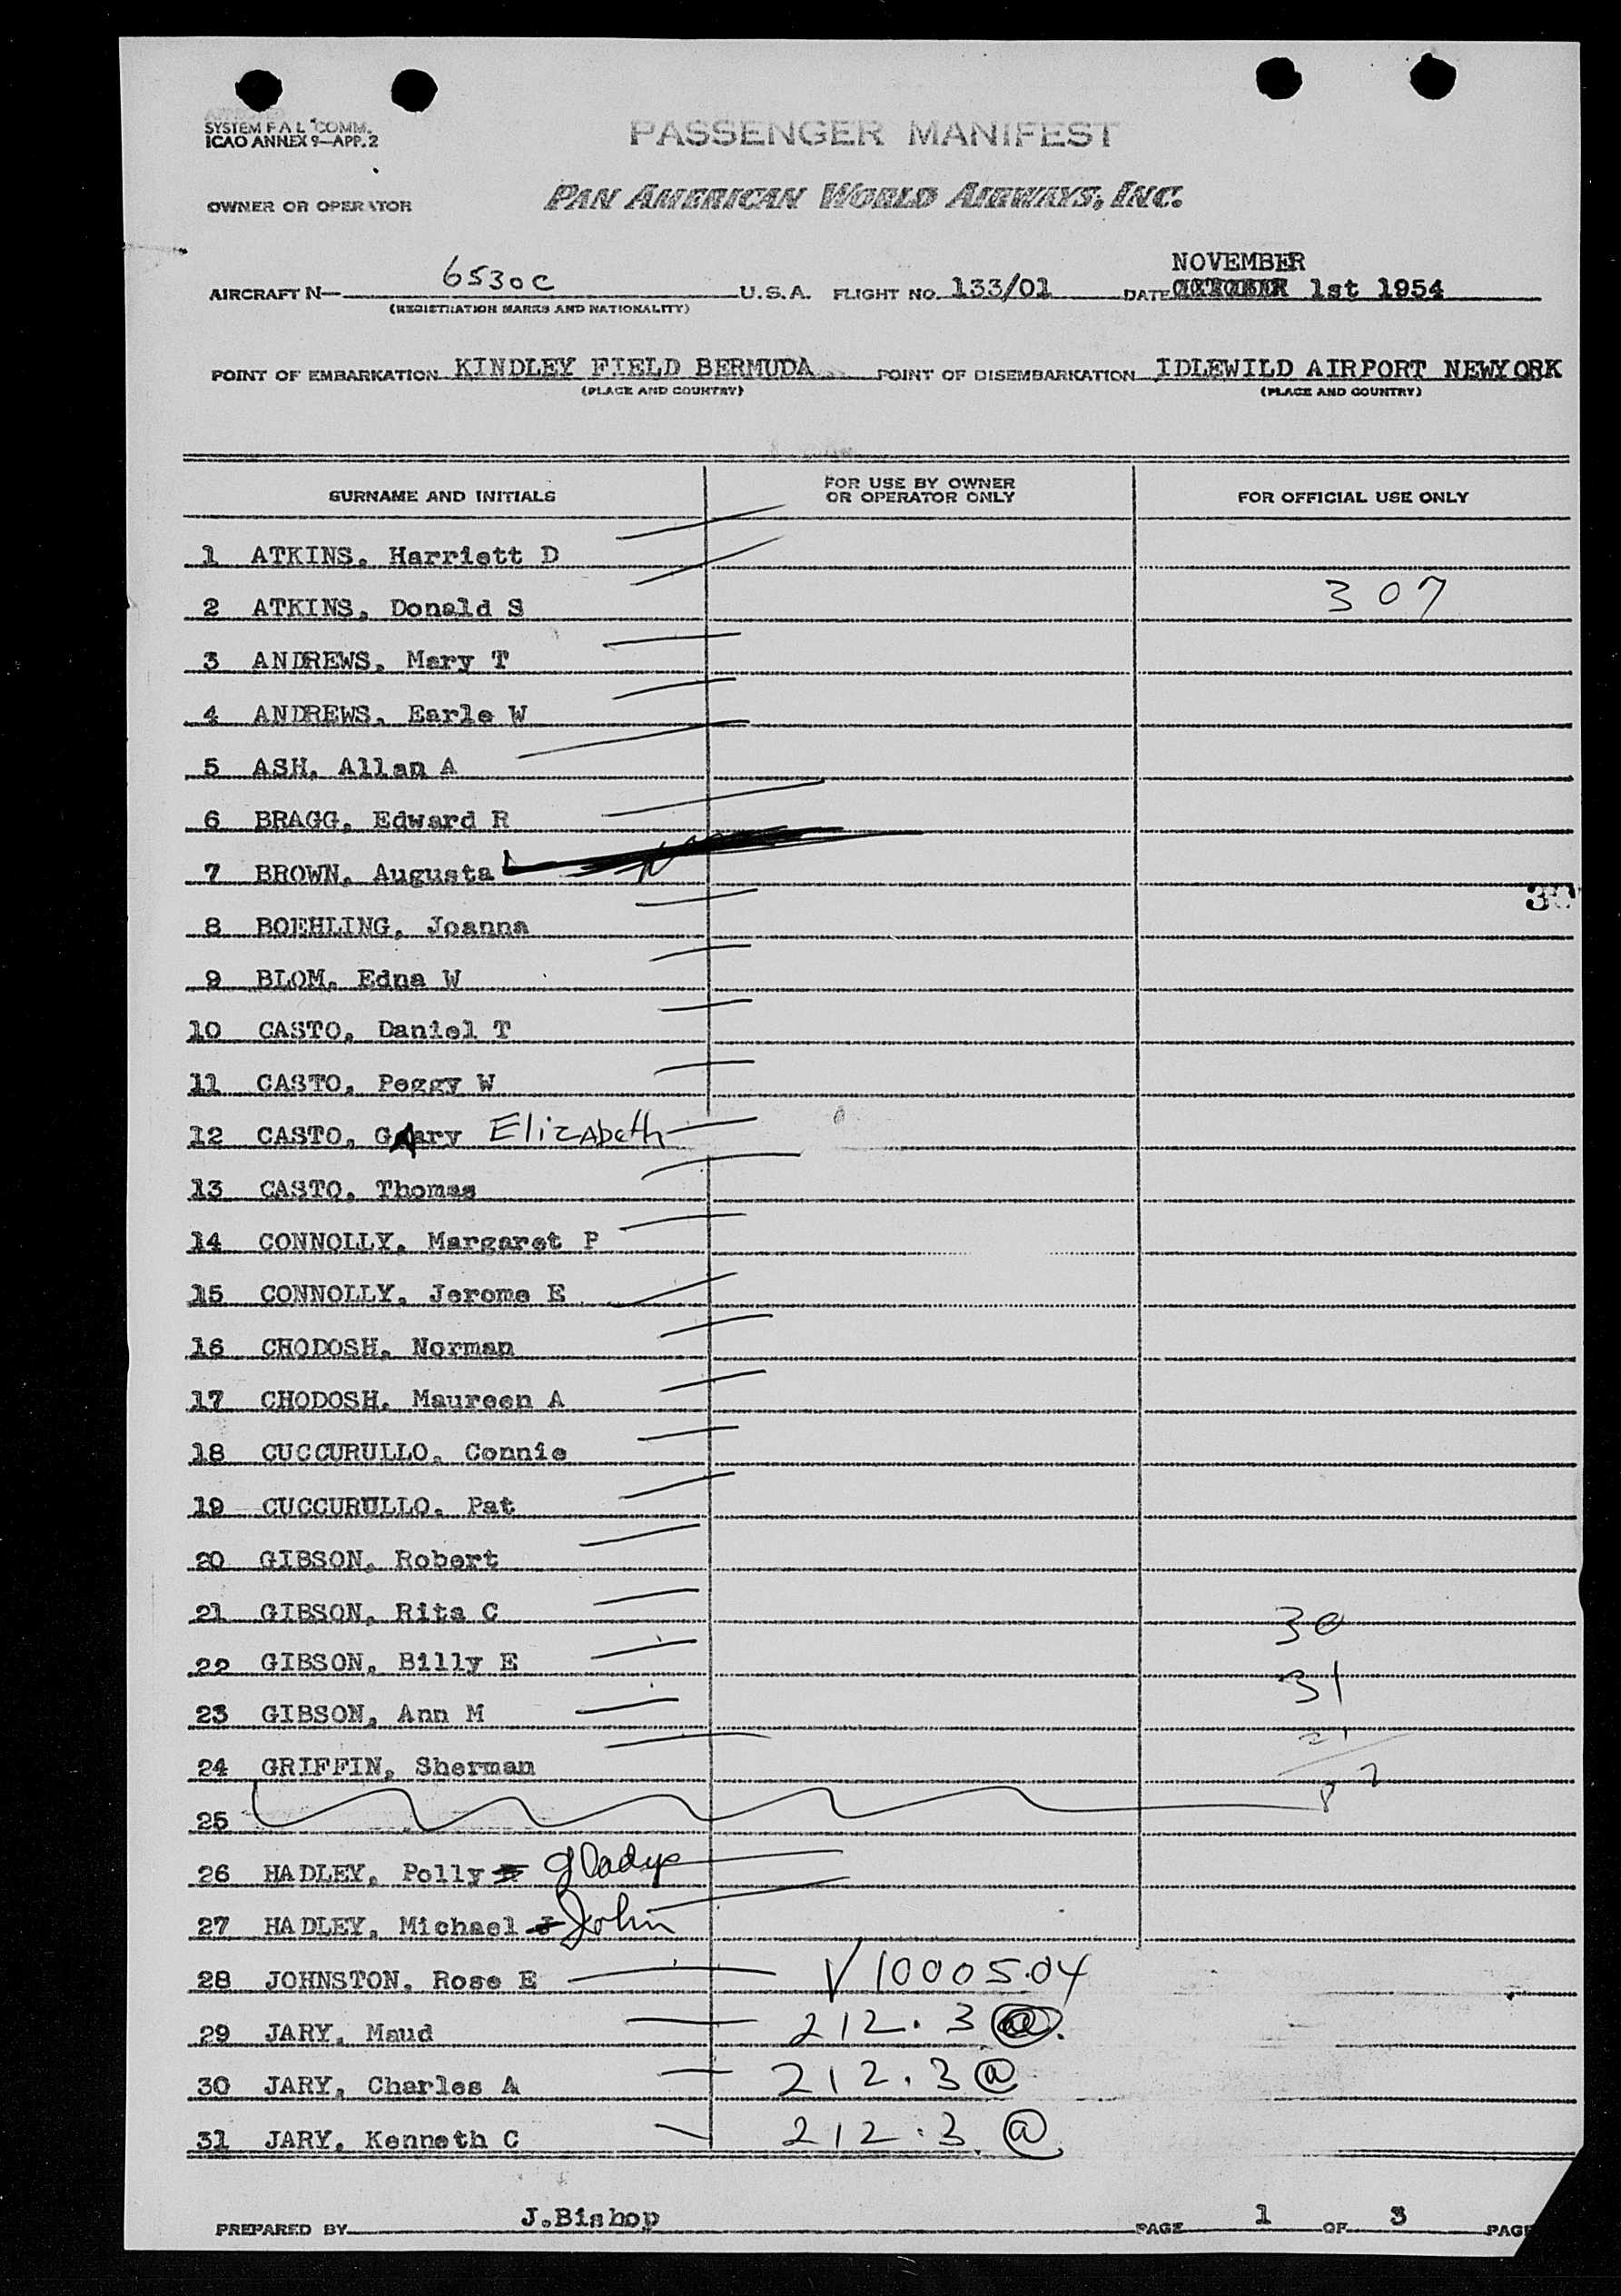 SYSTEM F A L COMM.
ICAO ANNEX 9—APP. 2
PASSENGER MANIFEST
OWNER OR OPERATOR PAN AMERICAN WORLD AIRWAYS, INC.
NOVEMBER
AIRCRAFT N— 6530C U.S.A. FLIGHT NO. 133/01 DATE OCTOBER 1st 1954
(REGISTRATION MARKS AND NATIONALITY)
POINT OF EMBARKATION KINDLEY FIELD BERMUDA POINT OF DISEMBARKATION IDLEWILD AIRPORT NEWYORK
(PLACE AND COUNTRY) (PLACE AND COUNTRY)
SURNAME AND INITIALS FOR USE BY OWNER OR OPERATOR ONLY FOR OFFICIAL USE ONLY
1 ATKINS, Harriett D
2 ATKINS, Donald S 307
3 ANDREWS, Mary T
4 ANDREWS, Earle W
5 ASH, Allan A
6 BRAGG, Edward R
7 BROWN, Augusta
8 BOEHLING, Joanna
9 BLOM, Edna W
10 CASTO, Daniel T
11 CASTO, Peggy W
12 CASTO, GAary Elizabeth
13 CASTO, Thomas
14 CONNOLLY, Margaret P
15 CONNOLLY, Jerome E
16 CHODOSH, Norman
17 CHODOSH, Maureen A
18 CUCCURULLO, Connie
19 CUCCURULLO, Pat
20 GIBSON, Robert
21 GIBSON, Rita C 30
22 GIBSON, Billy E 31
23 GIBSON, Ann M
24 GRIFFIN, Sherman
25
26 HADLEY, Polly Gladys
27 HADLEY, Michael J John
28 JOHNSTON, Rose E V1000504
29 JARY, Maud 212.3@
30 JARY, Charles A 212.3@
31 JARY, Kenneth C 212.3@
PREPARED BY J.Bishop PAGE 1 OF 3 PAGE